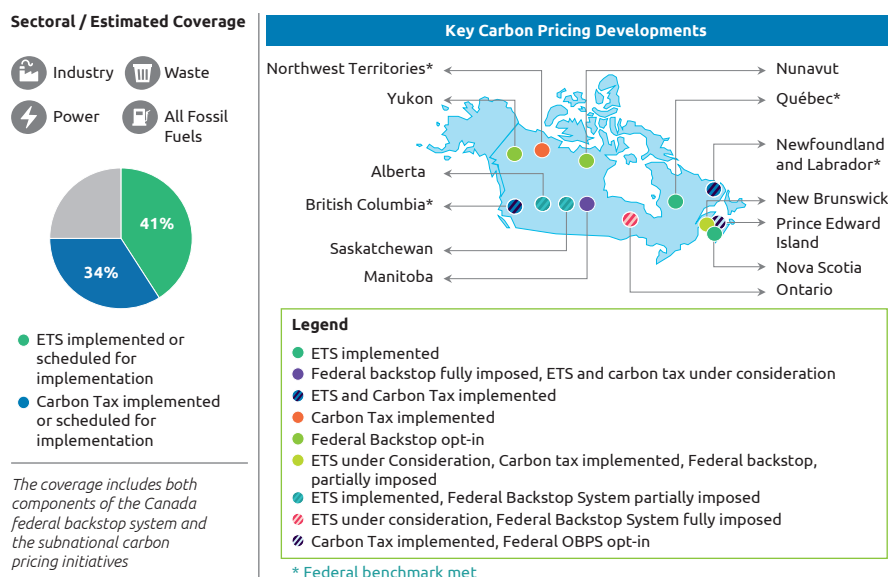 Sectoral / Estimated Coverage
Industry
Waste
Power
All Fossil
Fuels
41%
34%
ETS implemented or
scheduled for
implementation
Carbon Tax implemented
or scheduled for
implementation
The coverage includes both
components of the Canada
federal backstop system and
the subnational carbon
pricing initiatives
Key Carbon Pricing Developments
Northwest Territories*
Yukon
Alberta
British Columbia*
Saskatchewan
Manitoba
Nunavut
Québec*
Newfoundland
and Labrador*
New Brunswick
Prince Edward
Island
Nova Scotia
Ontario
Legend
ETS implemented
Federal backstop fully imposed, ETS and carbon tax under consideration
ETS and Carbon Tax implemented
Carbon Tax implemented
Federal Backstop opt-in
ETS under Consideration, Carbon tax implemented, Federal backstop,
partially imposed
ETS implemented, Federal Backstop System partially imposed
ETS under consideration, Federal Backstop System fully imposed
Carbon Tax implemented, Federal OBPS opt-in
* Federal benchmark met